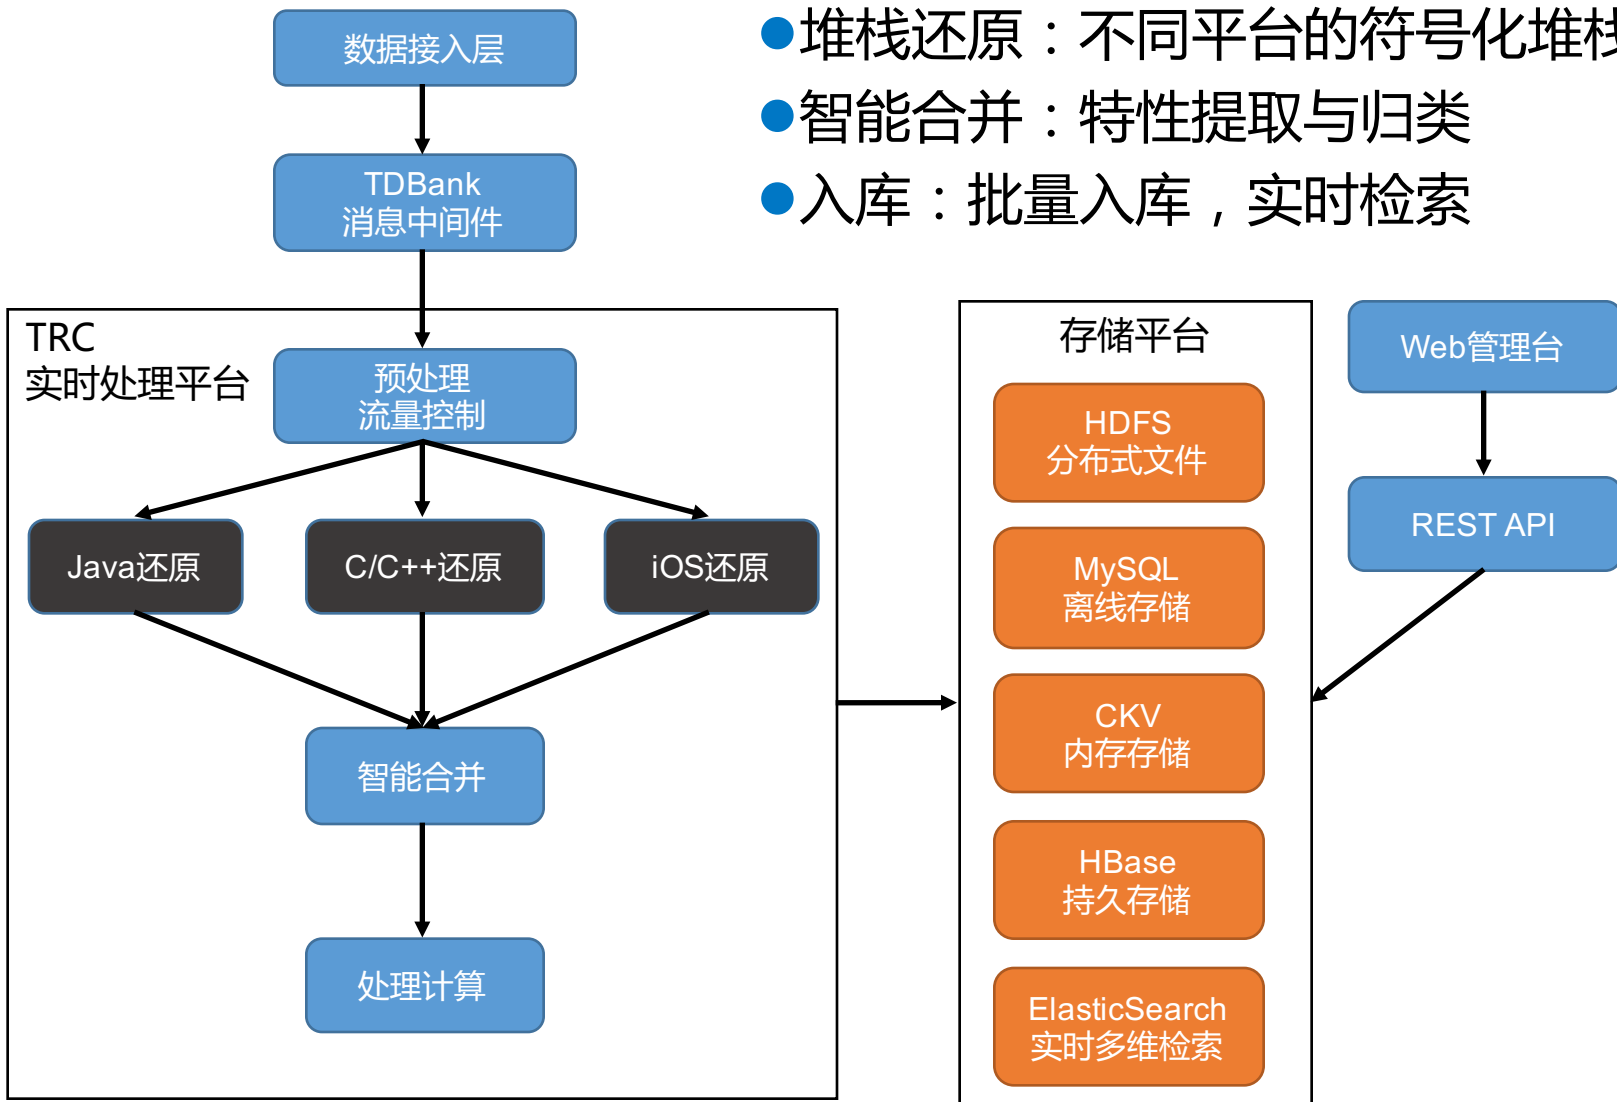 数据接入层
●堆栈还原：不同平台的符号化堆栈
●智能合并：特性提取与归类
TDBank
消息中间件
●入库：批量入库，实时检索
TRC
实时处理平台
预处理
流量控制
Java还原
C/C++还原
iOS还原
智能合并
处理计算
存储平台
HDFS
分布式文件
MySQL
离线存储
CKV
内存存储
HBase
持久存储
ElasticSearch
实时多维检索
Web管理台
REST API